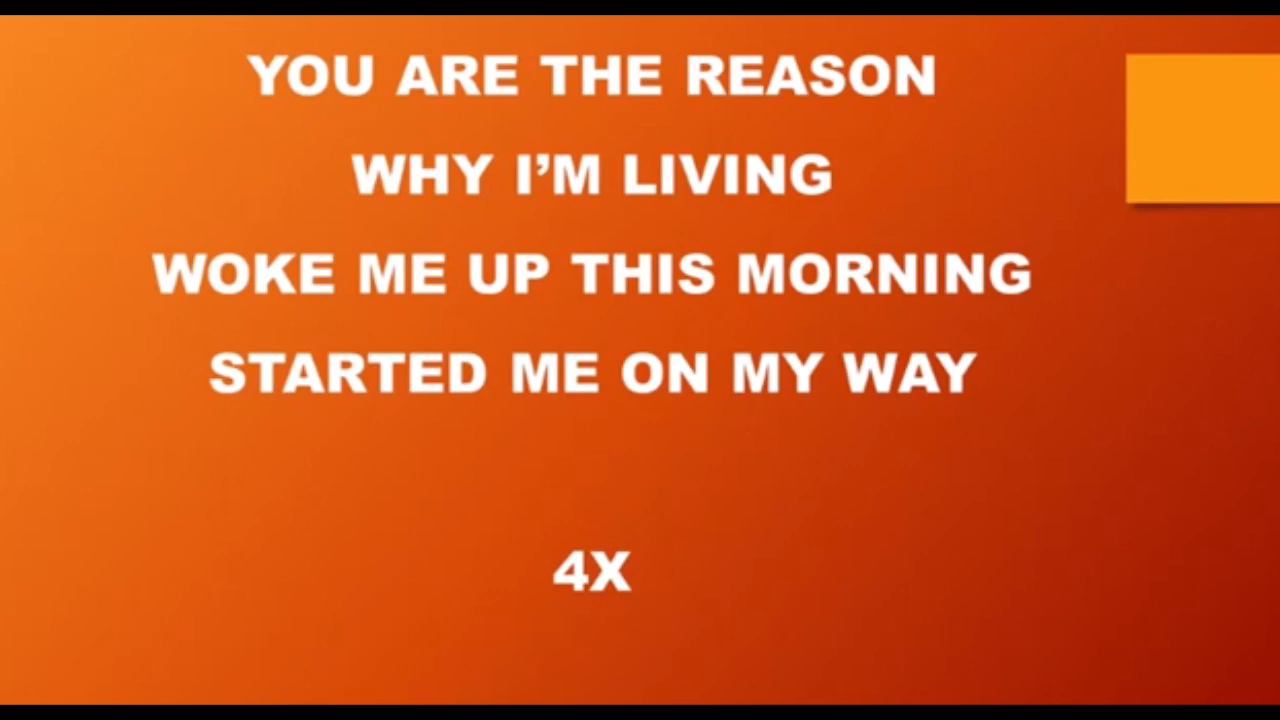 YOU ARE THE REASON
WHY I’M LIVING
WOKE ME UP THIS MORNING
STARTED ME ON MY WAY
4X